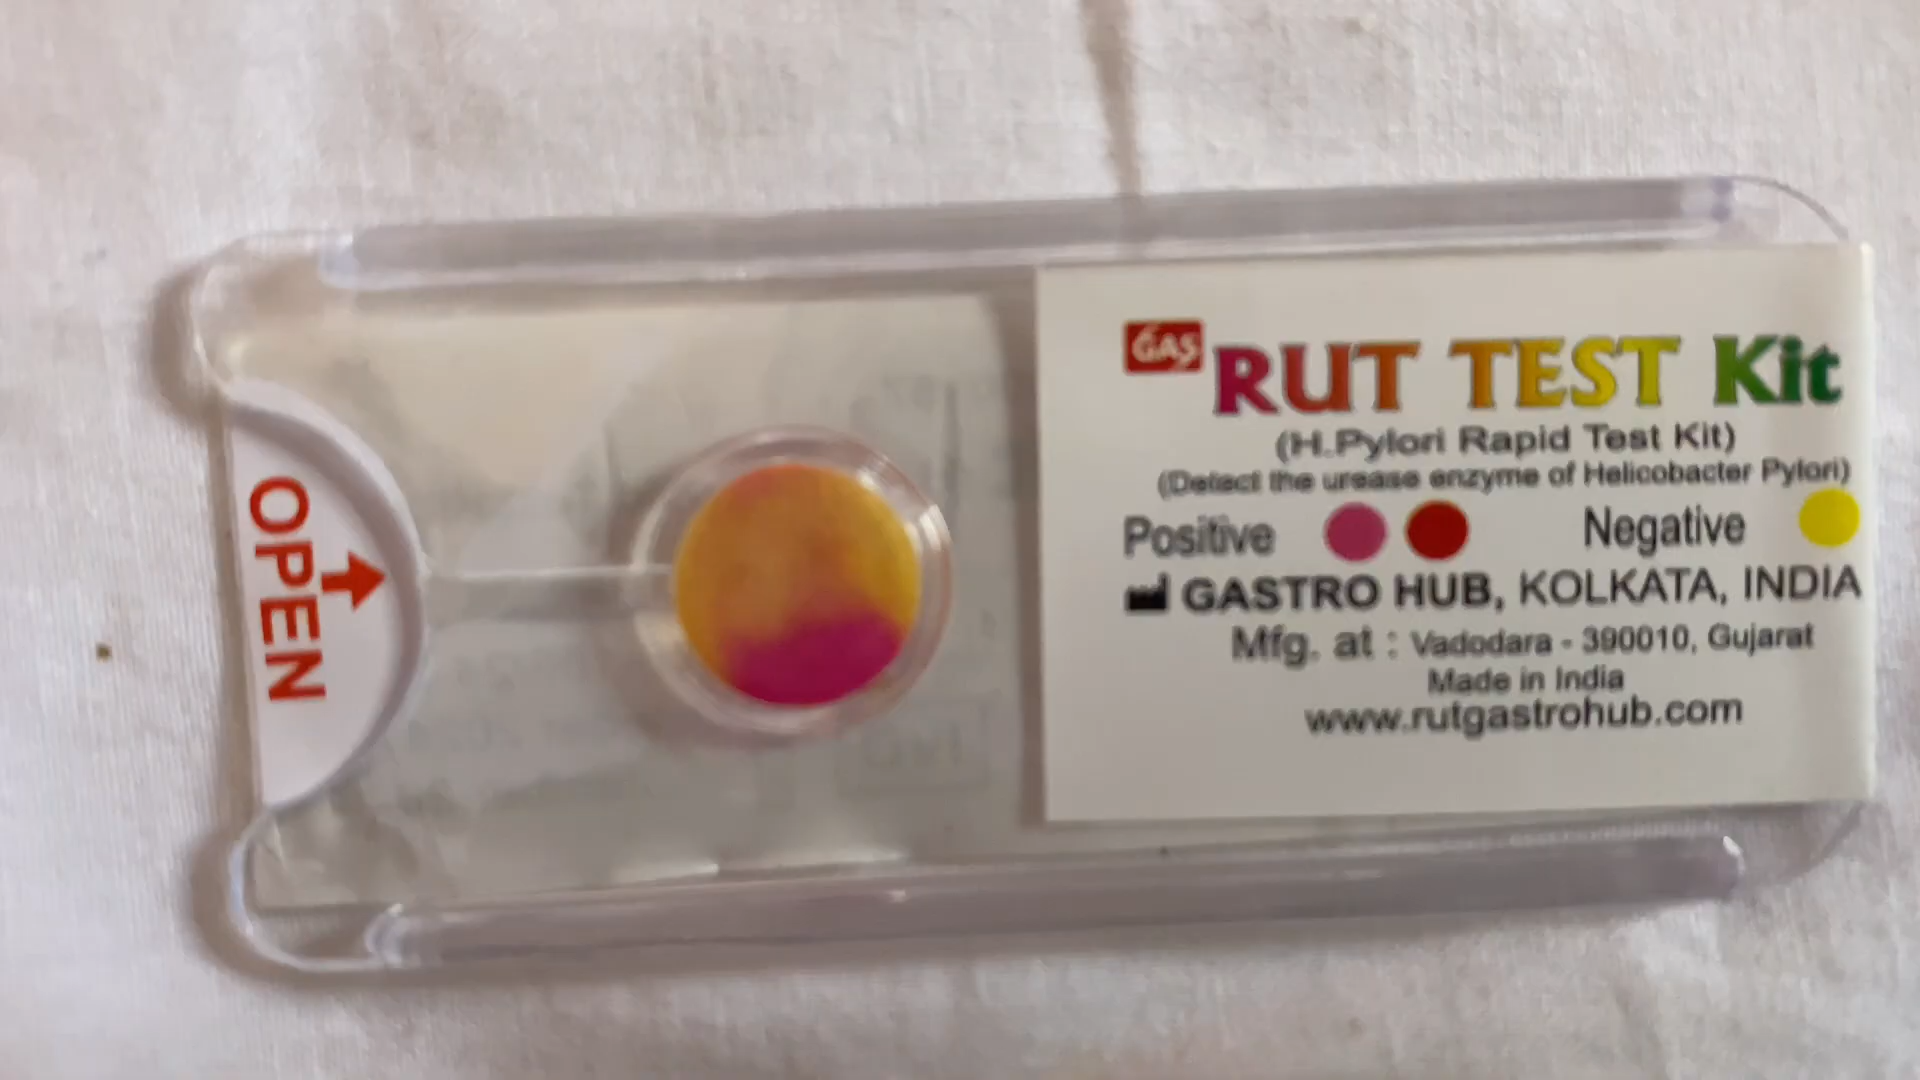 OPEN
GAS RUT TEST Kit
(H.Pylori Rapid Test Kit)
(Detect the urease enzyme of Helicobacter Pylori)
Positive Negative
GASTRO HUB, KOLKATA, INDIA
Mfg. at : Vadodara - 390010, Gujarat
Made in India
www.rutgastrohub.com